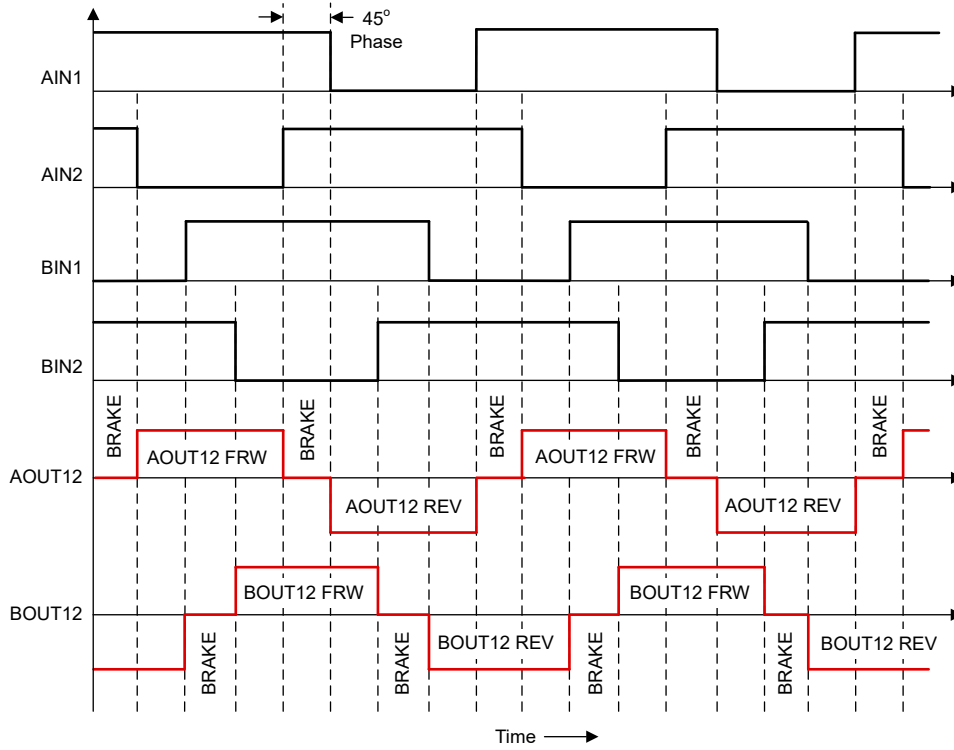 45o
Phase
AIN1
AIN2
BIN1
BIN2
BRAKE
BRAKE
BRAKE
BRAKE
BRAKE
AOUT12 FRW
AOUT12 FRW
AOUT12
AOUT12 REV
AOUT12 REV
BOUT12 FRW
BOUT12 FRW
BOUT12
BOUT12 REV
BOUT12 REV
BRAKE
BRAKE
BRAKE
BRAKE
Time